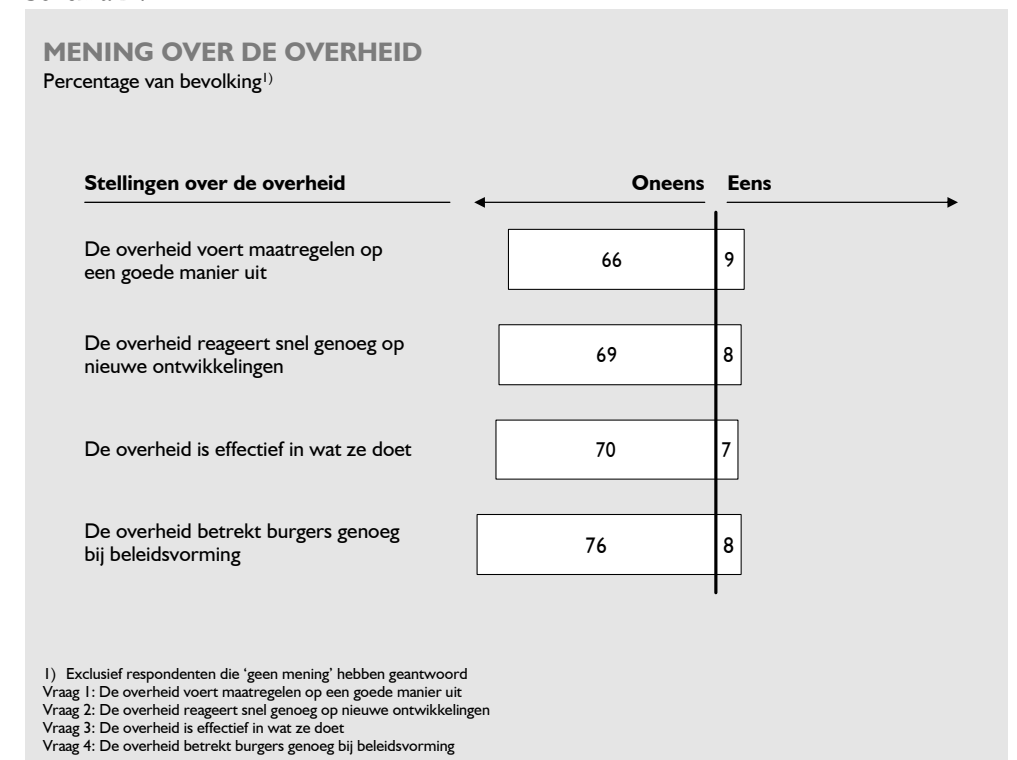 MENING OVER DE OVERHEID
Percentage van bevolking1)
Stellingen over de overheid
Oneens Eens
De overheid voert maatregelen op
een goede manier uit
66 9
De overheid reageert snel genoeg op
nieuwe ontwikkelingen
69 8
De overheid is effectief in wat ze doet
70 7
De overheid betrekt burgers genoeg
bij beleidsvorming
76 8
1) Exclusief respondenten die ‘geen mening’ hebben geantwoord
Vraag 1: De overheid voert maatregelen op een goede manier uit
Vraag 2: De overheid reageert snel genoeg op nieuwe ontwikkelingen
Vraag 3: De overheid is effectief in wat ze doet
Vraag 4: De overheid betrekt burgers genoeg bij beleidsvorming